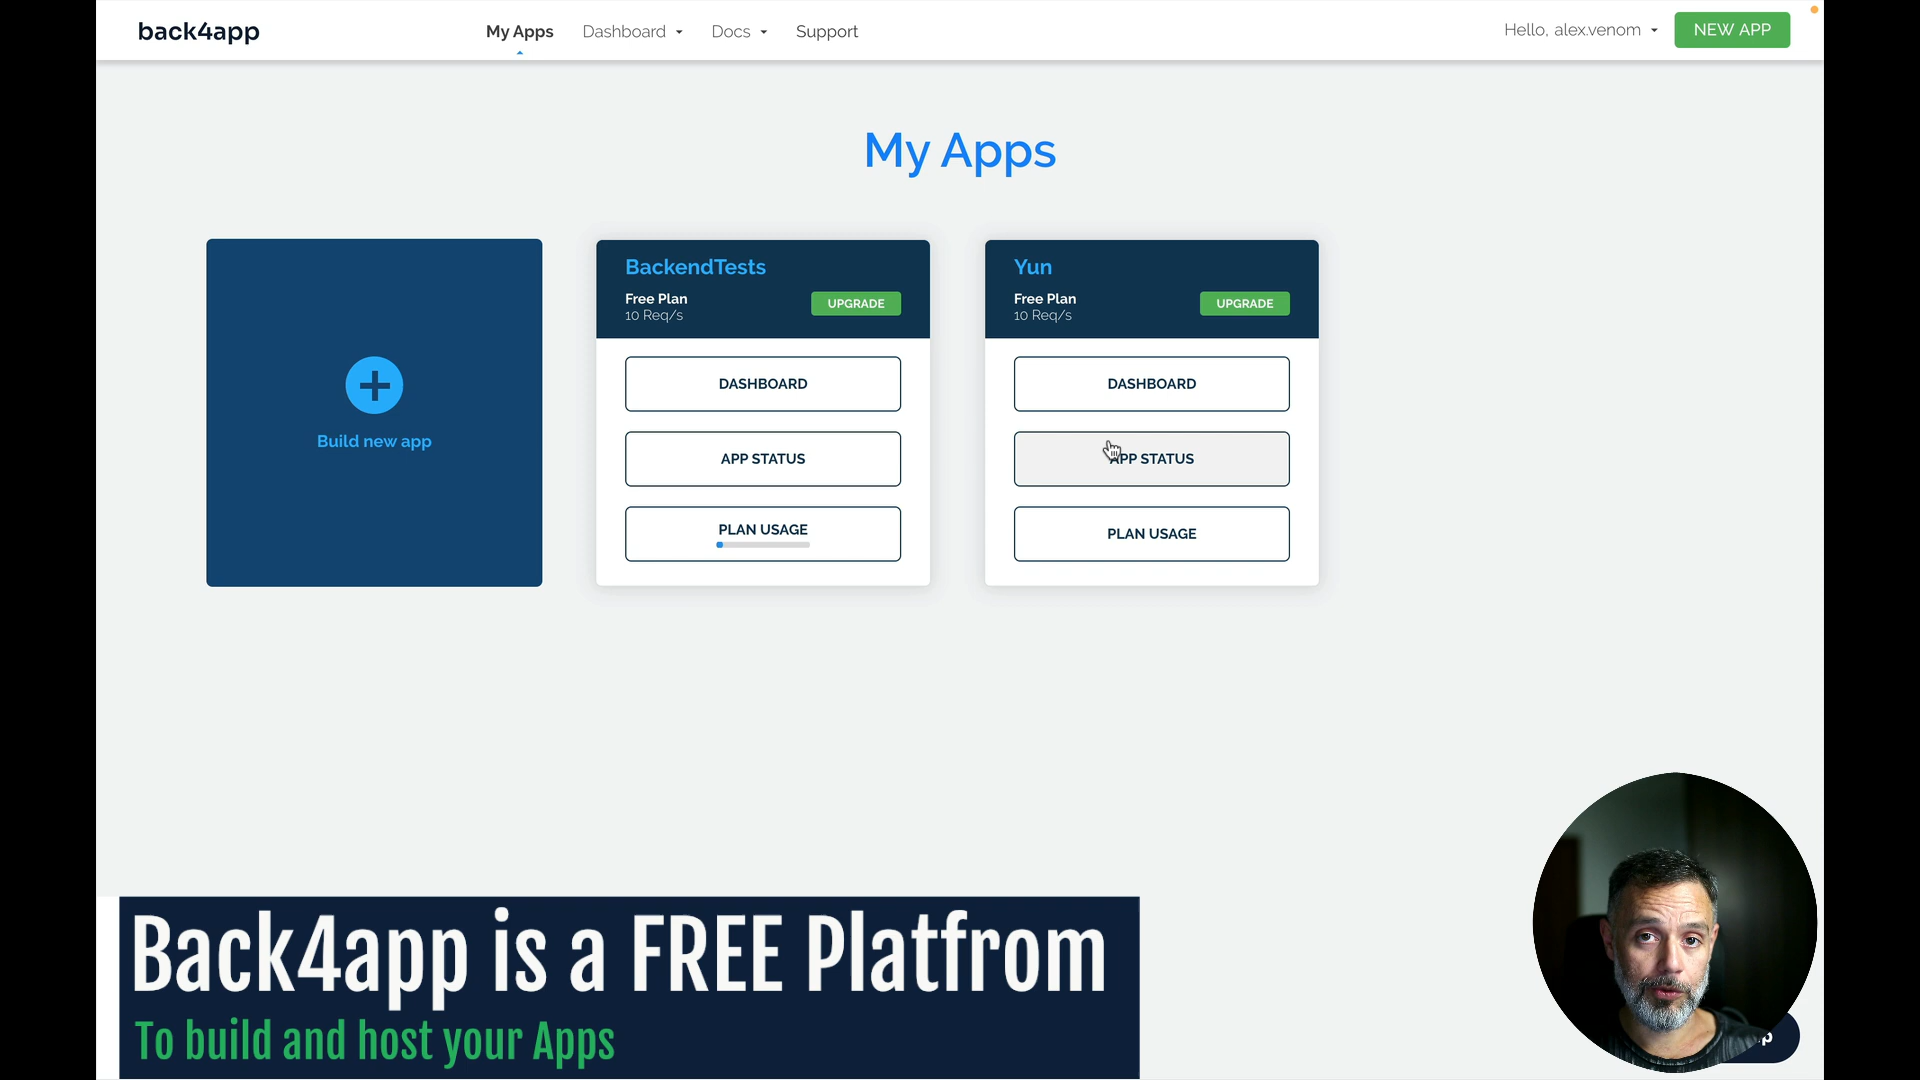 back4app
My Apps
Dashboard
Docs
Support
Hello, alex.venom
NEW APP
My Apps
Build new app
BackendTests
Free Plan
10 Req/s
UPGRADE
DASHBOARD
APP STATUS
PLAN USAGE
Yun
Free Plan
10 Req/s
UPGRADE
DASHBOARD
APP STATUS
PLAN USAGE
Back4app is a FREE Platfrom
To build and host your Apps